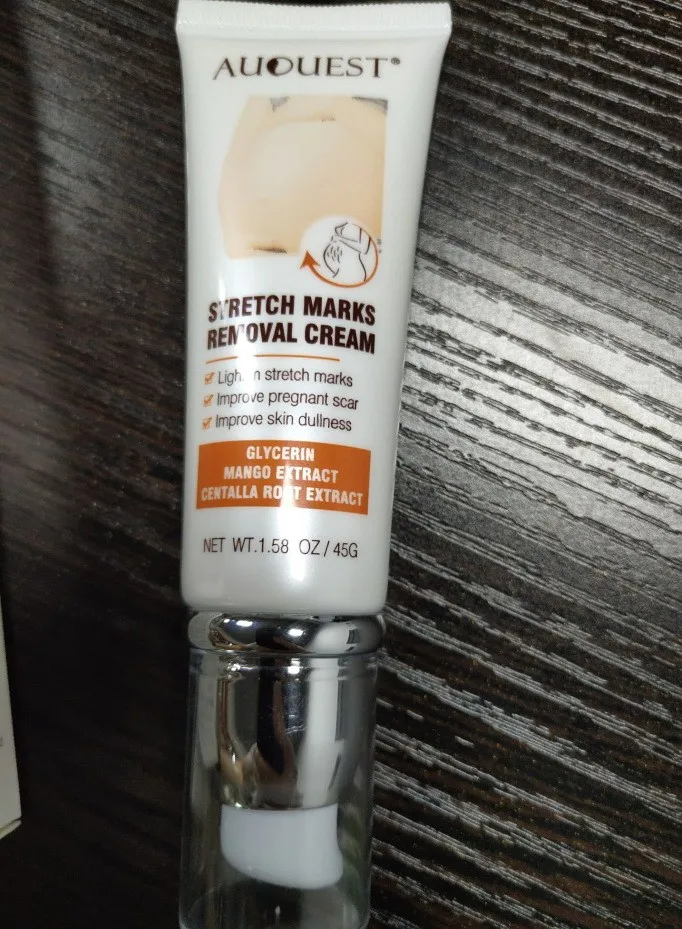 AUQUEST®
STRETCH MARKS
REMOVAL CREAM
Lighten stretch marks
Improve pregnant scar
Improve skin dullness
GLYCERIN
MANGO EXTRACT
CENTALLA ROOT EXTRACT
NET WT.1.58 OZ / 45G